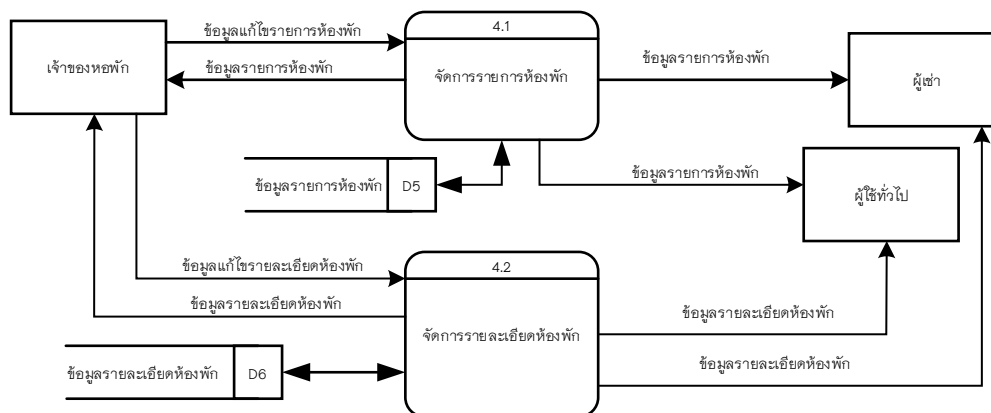 ข้อมูลแก้ไขรายการห้องพัก
4.1
เจ้าของหอพัก
ข้อมูลรายการห้องพัก
จัดการรายการห้องพัก
ข้อมูลรายการห้องพัก
ผู้เช่า
ข้อมูลรายการห้องพัก
D5
ข้อมูลรายการห้องพัก
ผู้ใช้ทั่วไป
ข้อมูลแก้ไขรายละเอียดห้องพัก
4.2
ข้อมูลรายละเอียดห้องพัก
จัดการรายละเอียดห้องพัก
ข้อมูลรายละเอียดห้องพัก
ข้อมูลรายละเอียดห้องพัก
ข้อมูลรายละเอียดห้องพัก
D6